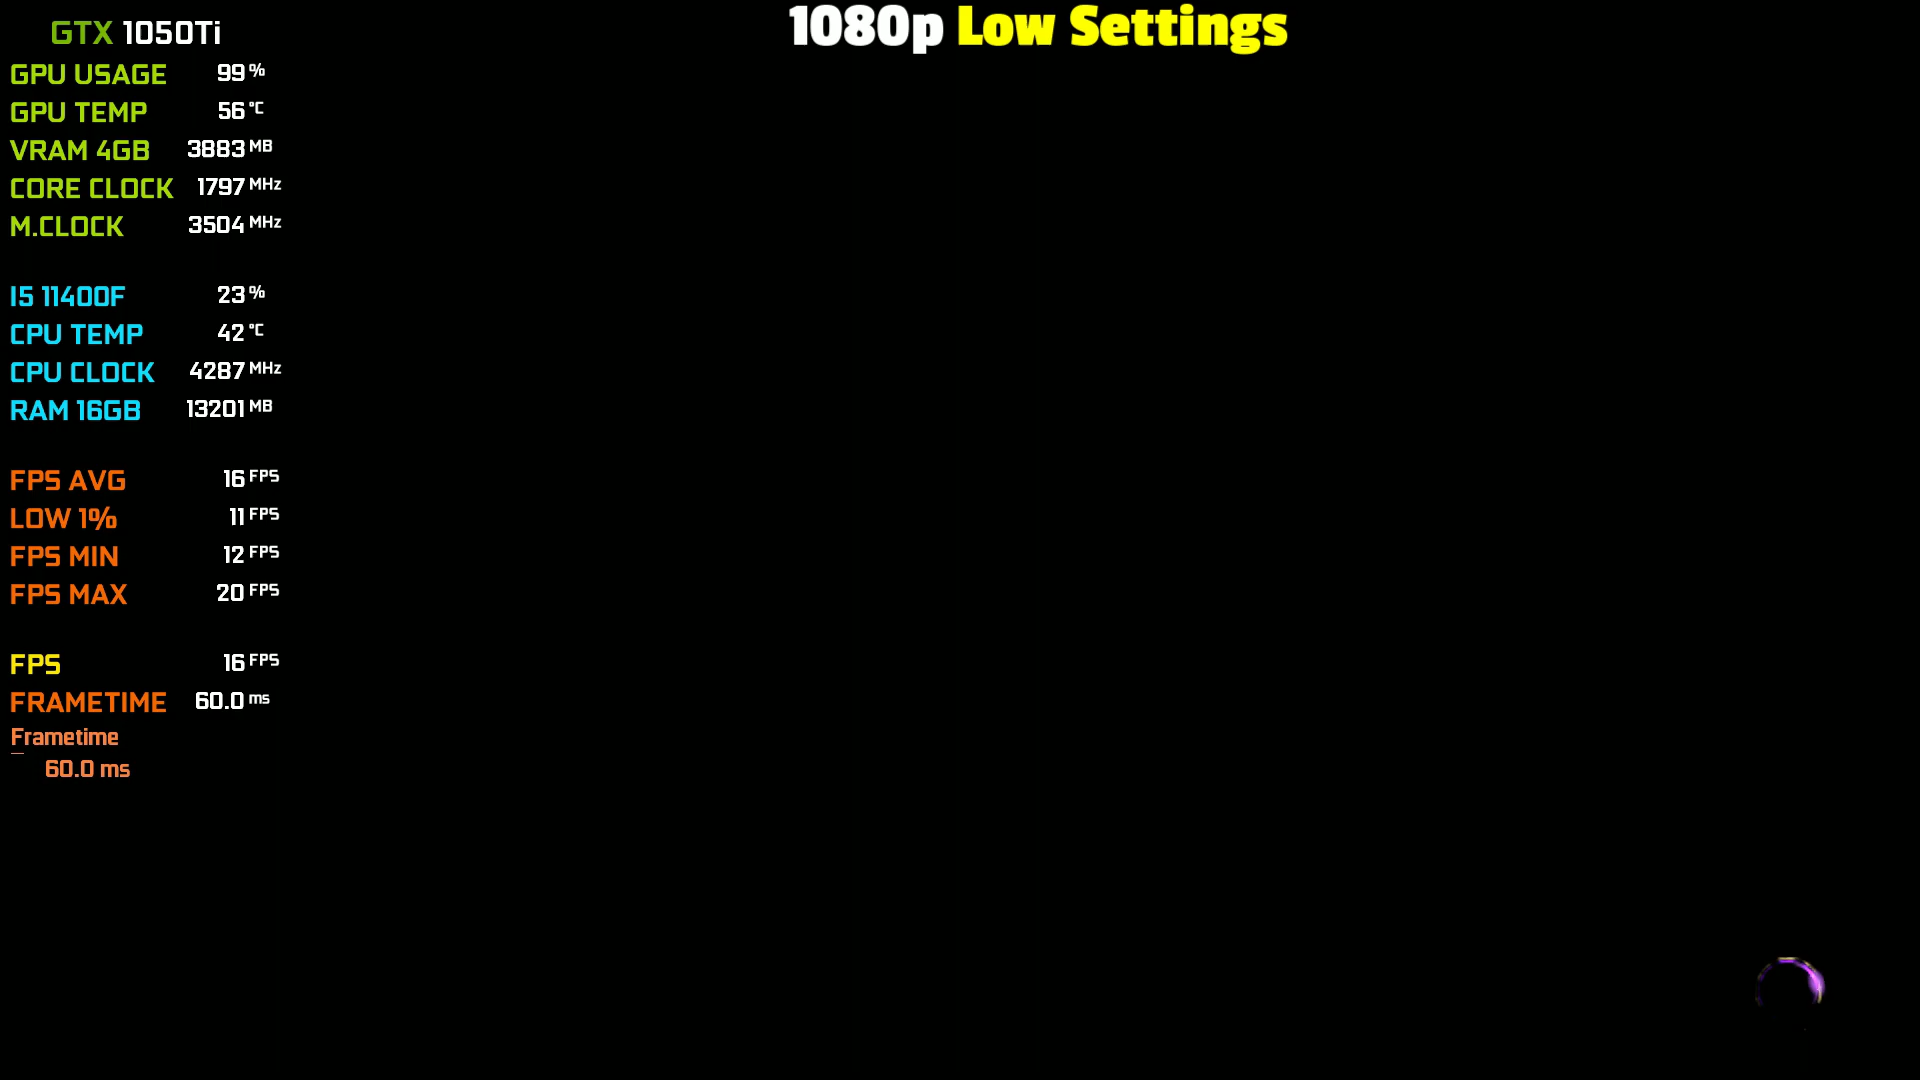 1080p Low Settings
GTX 1050Ti
GPU USAGE 99 %
GPU TEMP 56 °C
VRAM 4GB 3883 MB
CORE CLOCK 1797 MHz
M.CLOCK 3504 MHz
I5 11400F 23 %
CPU TEMP 42 °C
CPU CLOCK 4287 MHz
RAM 16GB 13201 MB
FPS AVG 16 FPS
LOW 1% 11 FPS
FPS MIN 12 FPS
FPS MAX 20 FPS
FPS 16 FPS
FRAMETIME 60.0 ms
Frametime
60.0 ms